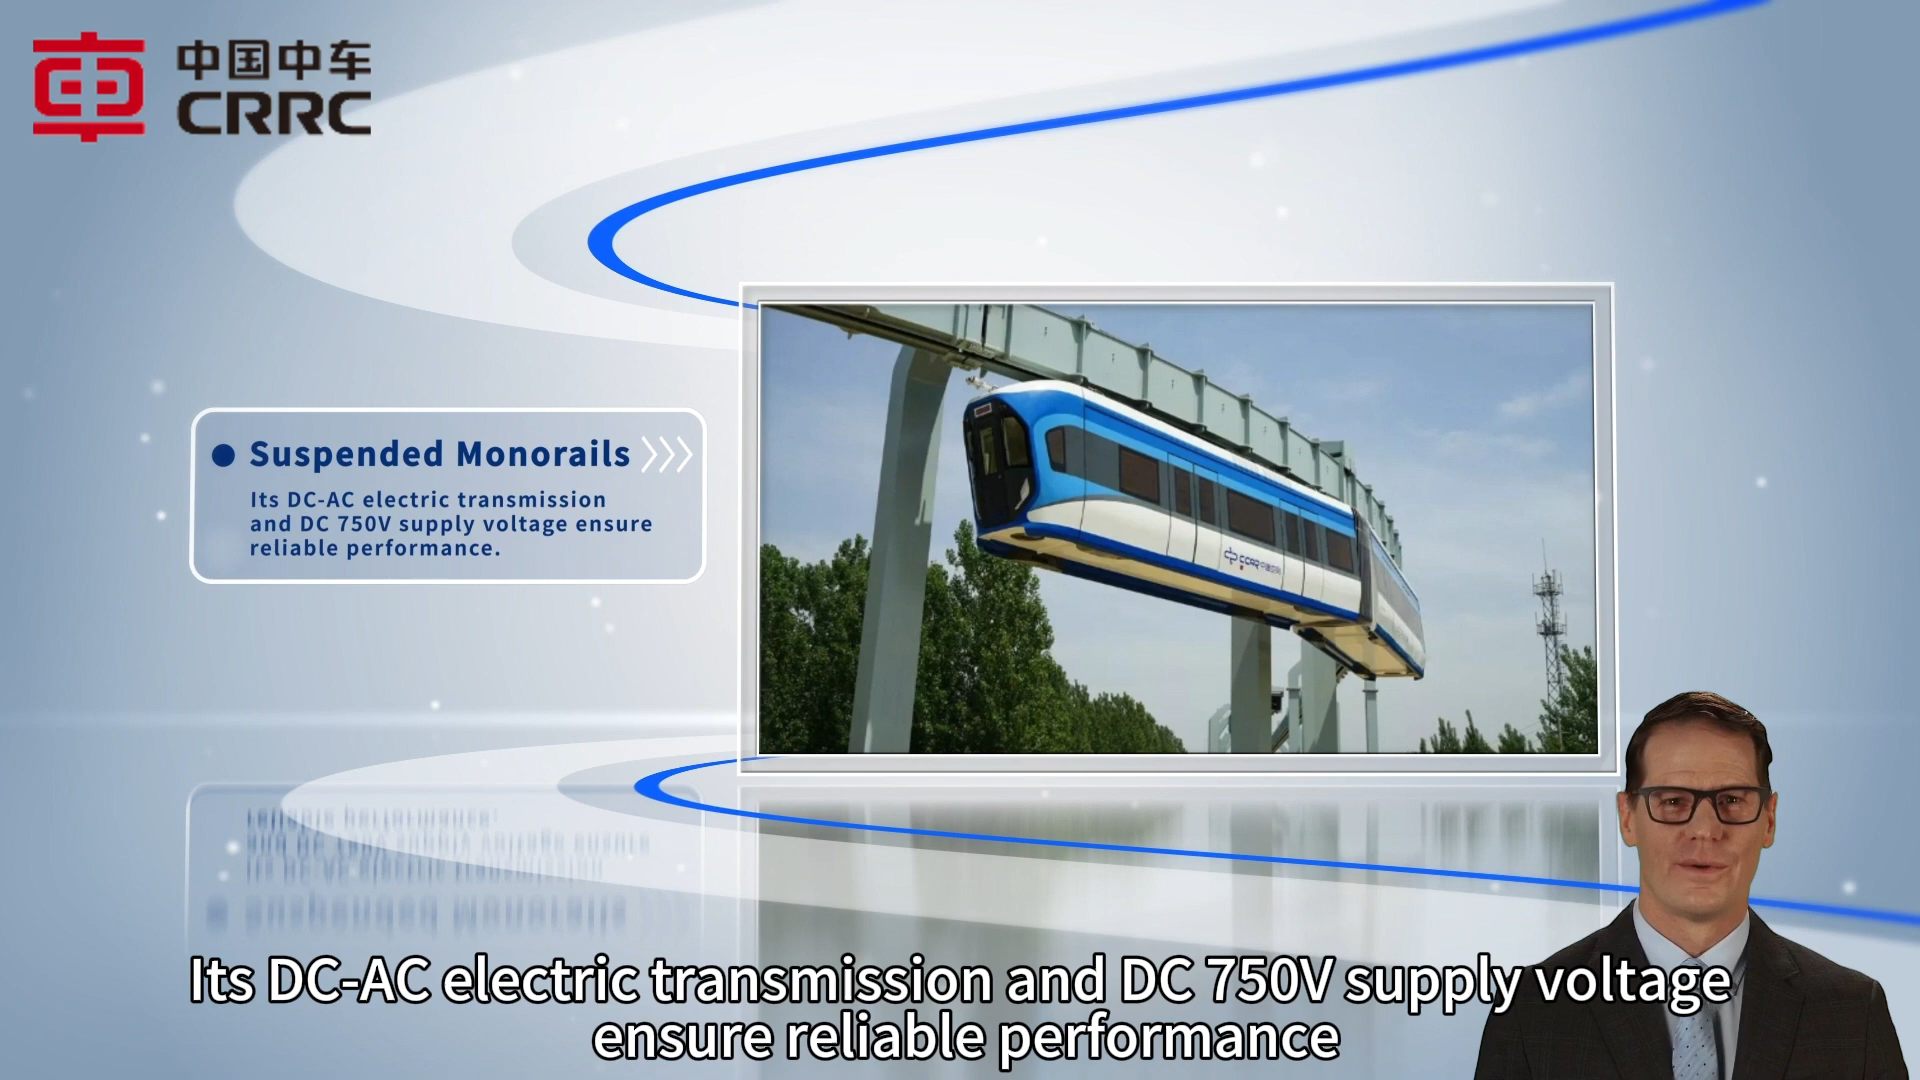 中国中车
CRRC
Suspended Monorails
Its DC-AC electric transmission
and DC 750V supply voltage ensure
reliable performance.
Its DC-AC electric transmission and DC 750V supply voltage
ensure reliable performance